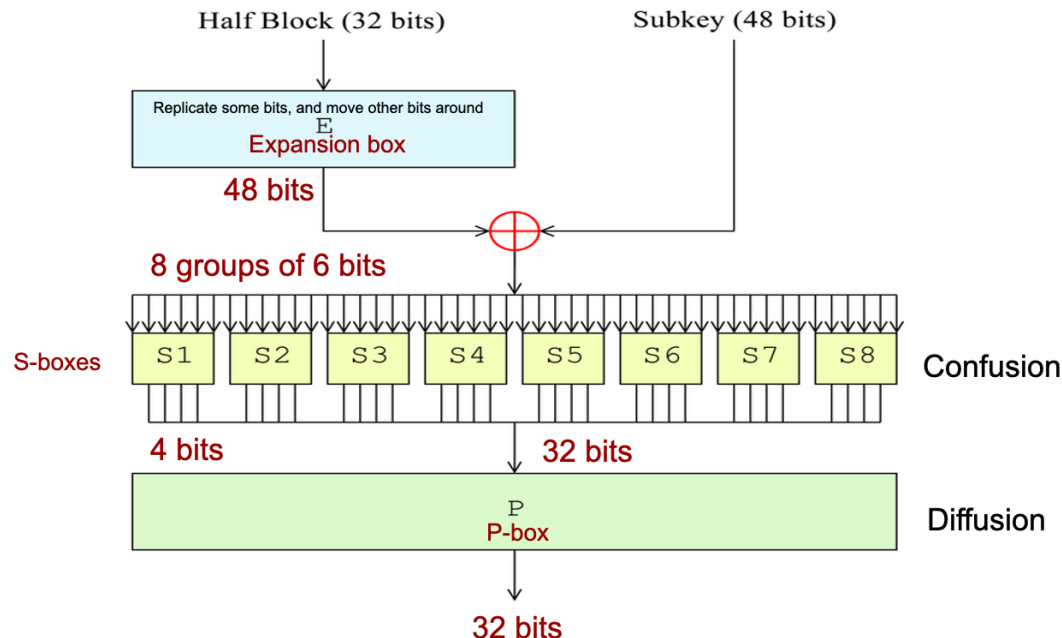 Half Block (32 bits)
Subkey (48 bits)
Replicate some bits, and move other bits around
E
Expansion box
48 bits
8 groups of 6 bits
S-boxes
S1 S2 S3 S4 S5 S6 S7 S8
Confusion
4 bits
32 bits
P
P-box
Diffusion
32 bits